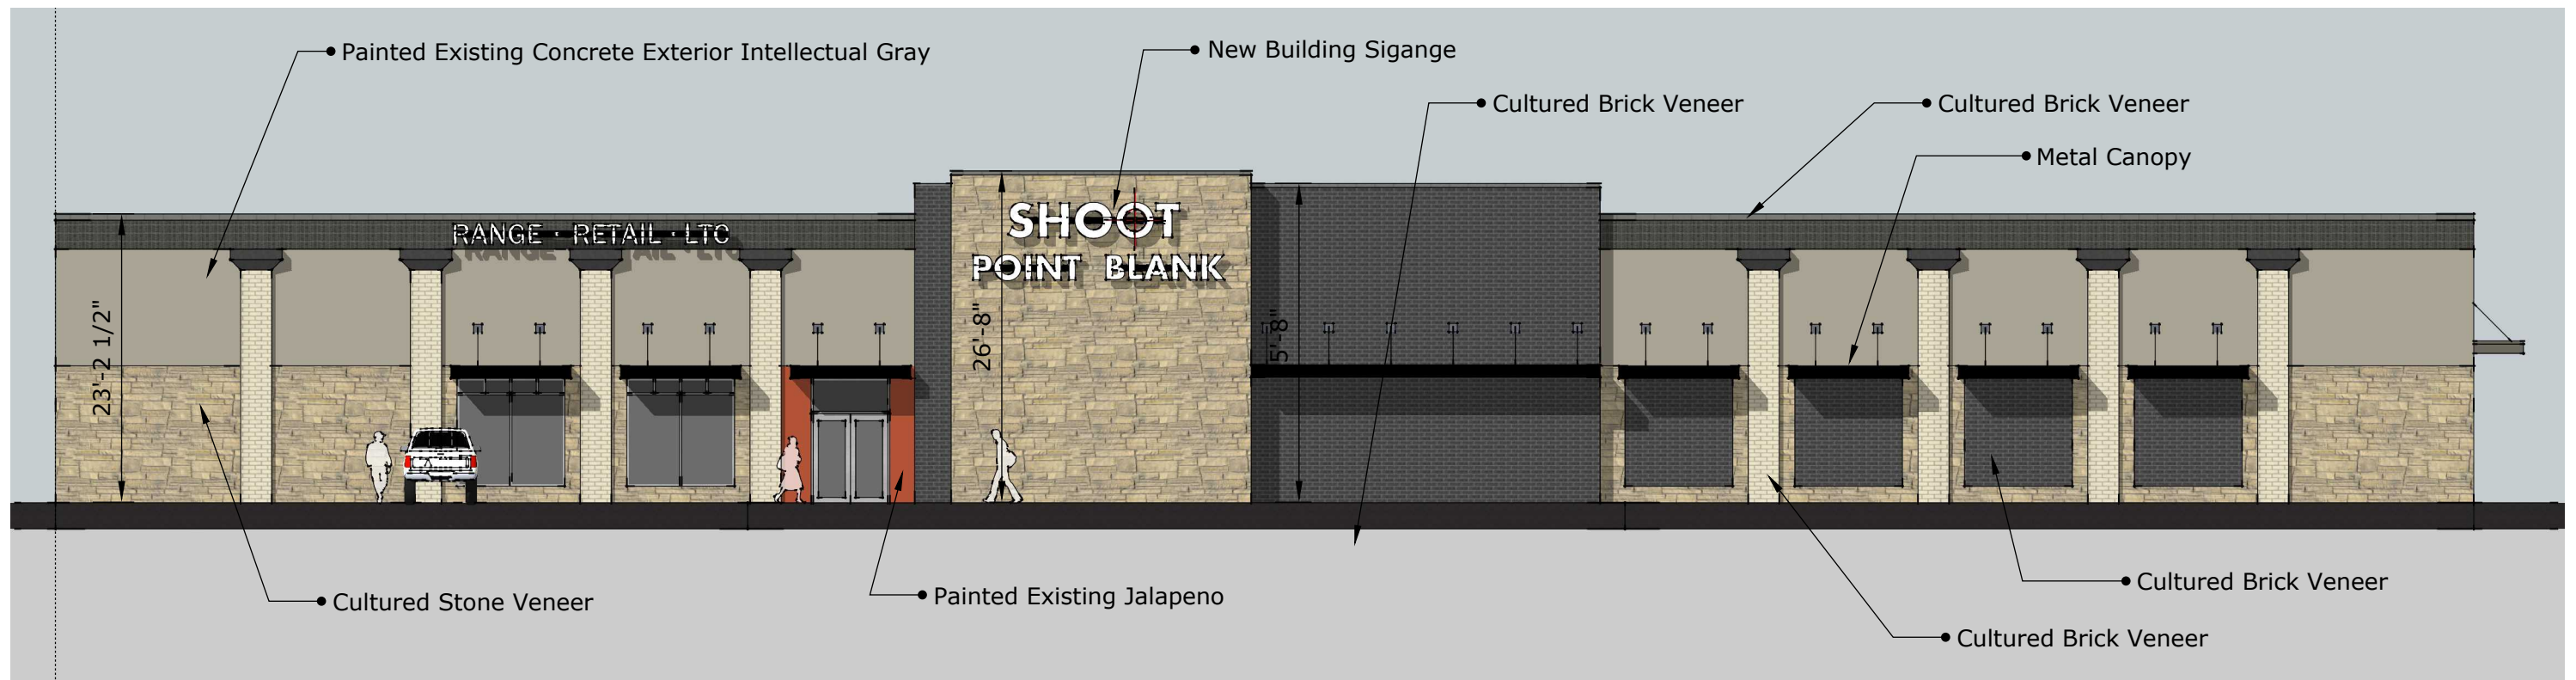 Painted Existing Concrete Exterior Intellectual Gray
New Building Sigange
Cultured Brick Veneer
Cultured Brick Veneer
Metal Canopy
RANGE · RETAIL · LTC
SHOOT
POINT BLANK
23'-2 1/2"
26'-8"
5'-8"
Cultured Stone Veneer
Painted Existing Jalapeno
Cultured Brick Veneer
Cultured Brick Veneer